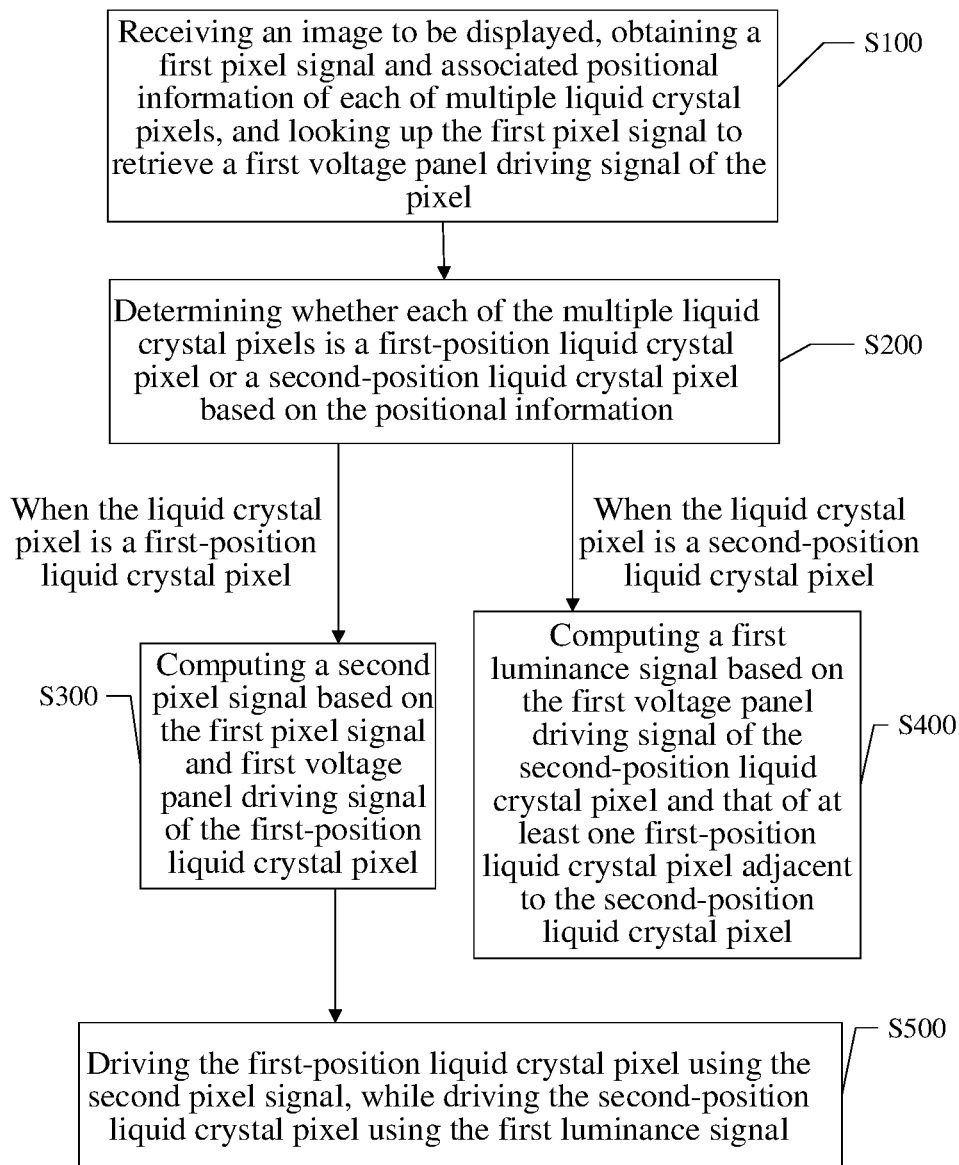 Receiving an image to be displayed, obtaining a
first pixel signal and associated positional
information of each of multiple liquid crystal
pixels, and looking up the first pixel signal to
retrieve a first voltage panel driving signal of the
pixel
S100
Determining whether each of the multiple liquid
crystal pixels is a first-position liquid crystal
pixel or a second-position liquid crystal pixel
based on the positional information
S200
When the liquid crystal
pixel is a first-position
liquid crystal pixel
When the liquid crystal
pixel is a second-position
liquid crystal pixel
S300
Computing a second
pixel signal based on
the first pixel signal
and first voltage
panel driving signal
of the first-position
liquid crystal pixel
Computing a first
luminance signal based on
the first voltage panel
driving signal of the
second-position liquid
crystal pixel and that of at
least one first-position
liquid crystal pixel adjacent
to the second-position
liquid crystal pixel
S400
Driving the first-position liquid crystal pixel using the
second pixel signal, while driving the second-position
liquid crystal pixel using the first luminance signal
S500